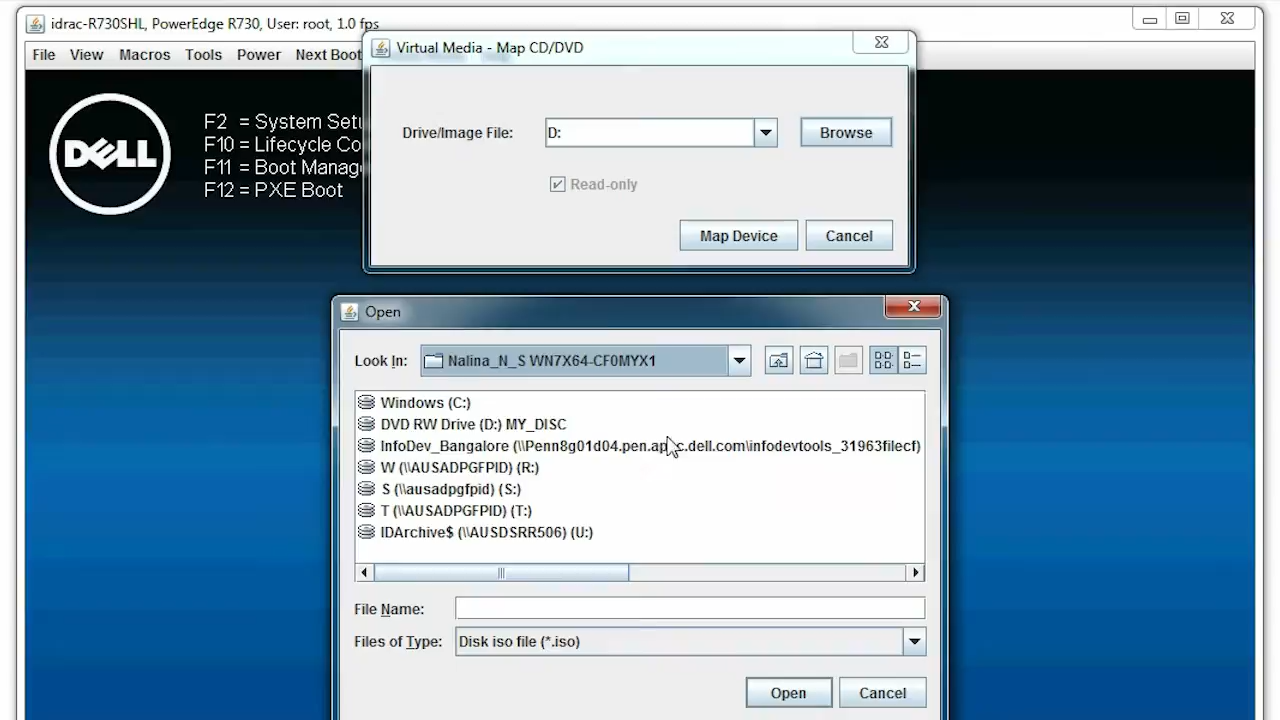 idrac-R730SHL, PowerEdge R730, User: root, 1.0 fps
Virtual Media - Map CD/DVD
File View Macros Tools Power Next Boot
Drive/Image File: D: Browse
Read-only
Map Device Cancel
DELL
F2 = System Setu
F10 = Lifecycle Co
F11 = Boot Manag
F12 = PXE Boot
Open
Look In: Nalina_N_S WN7X64-CF0MYX1
Windows (C:)
DVD RW Drive (D:) MY_DISC
InfoDev_Bangalore (\\Penn8g01d04.pen.apac.dell.com\infodevtools_31963filecf)
W (\\AUSADPGFPID) (R:)
S (\\ausadpgfpid) (S:)
T (\\AUSADPGFPID) (T:)
IDArchive$ (\\AUSDSRR506) (U:)
File Name:
Files of Type: Disk iso file (*.iso)
Open Cancel